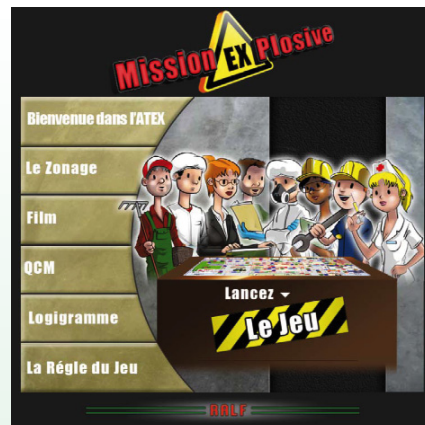 Mission EX Plosive
Bienvenue dans l'ATEX
Le Zonage
Film
QCM
Logigramme
La Régle du Jeu
Lancez
Le Jeu
RALF